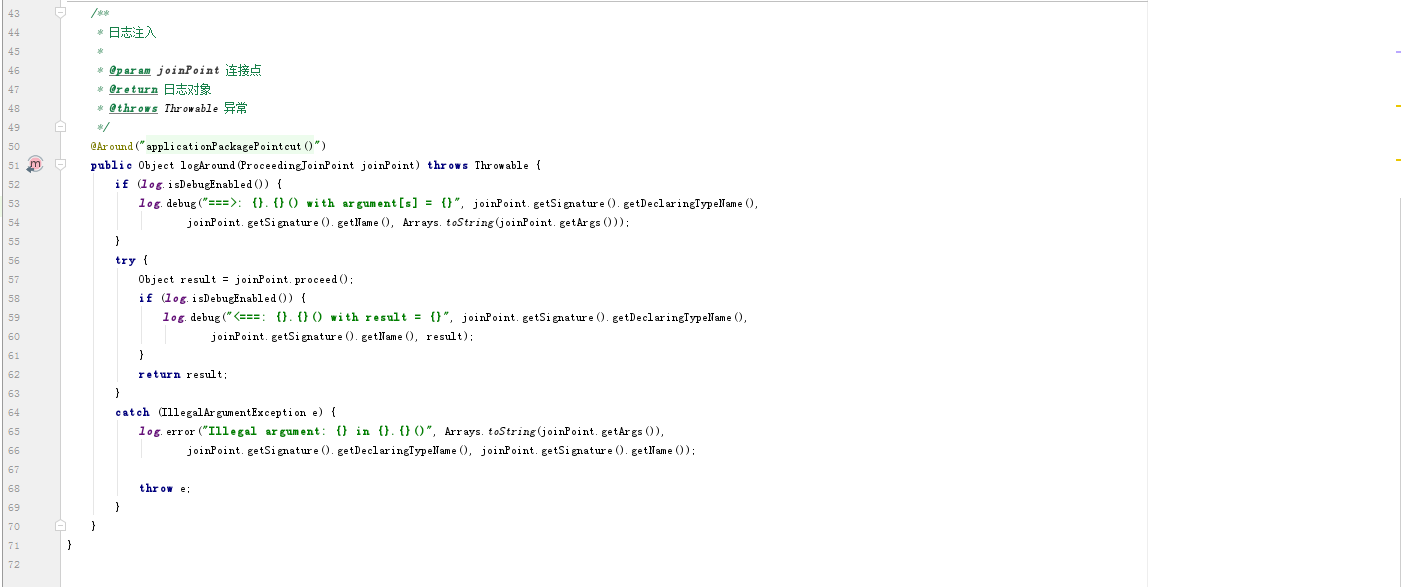 43 /**
44 * 日志注入
45 *
46 * @param joinPoint 连接点
47 * @return 日志对象
48 * @throws Throwable 异常
49 */
50 @Around("applicationPackagePointcut()")
51 m public Object logAround(ProceedingJoinPoint joinPoint) throws Throwable {
52 if (log.isDebugEnabled()) {
53 log.debug("===>: {}.{}() with argument[s] = {}", joinPoint.getSignature().getDeclaringTypeName(),
54 joinPoint.getSignature().getName(), Arrays.toString(joinPoint.getArgs()));
55 }
56 try {
57 Object result = joinPoint.proceed();
58 if (log.isDebugEnabled()) {
59 log.debug("<===: {}.{}() with result = {}", joinPoint.getSignature().getDeclaringTypeName(),
60 joinPoint.getSignature().getName(), result);
61 }
62 return result;
63 }
64 catch (IllegalArgumentException e) {
65 log.error("Illegal argument: {} in {}.{}()", Arrays.toString(joinPoint.getArgs()),
66 joinPoint.getSignature().getDeclaringTypeName(), joinPoint.getSignature().getName());
67
68 throw e;
69 }
70 }
71 }
72